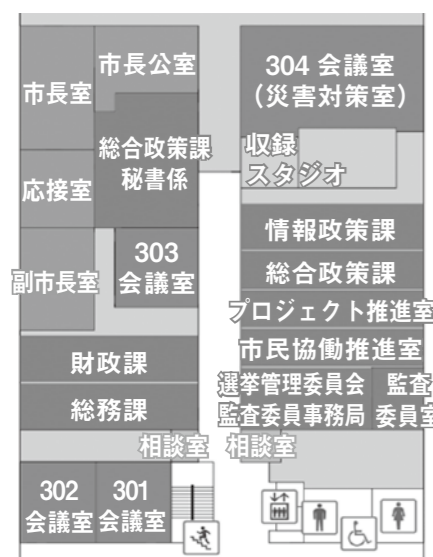 市長室
市長公室
総合政策課
秘書係
応接室
303
会議室
副市長室
財政課
総務課
相談室
302
会議室
301
会議室
304 会議室
（災害対策室）
収録
スタジオ
情報政策課
総合政策課
プロジェクト推進室
市民協働推進室
選挙管理委員会
監査委員事務局
監査
委員室
相談室